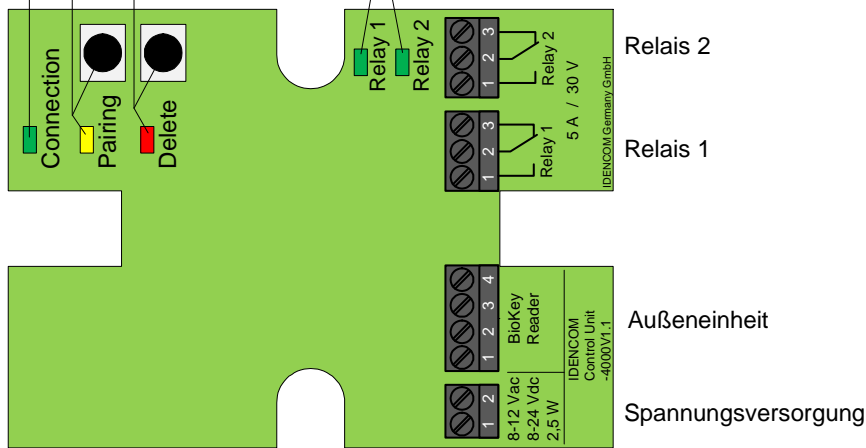 Connection
Pairing
Delete
Relay 1
Relay 2
3
2
1
Relay 2
5 A / 30 V
IDENCOM Germany GmbH
Relais 2
3
2
1
Relay 1
Relais 1
4
3
2
1
BioKey
Reader
IDENCOM
Control Unit
-4000V1.1
Außeneinheit
2
1
8-12 Vac
8-24 Vdc
2,5 W
Spannungsversorgung